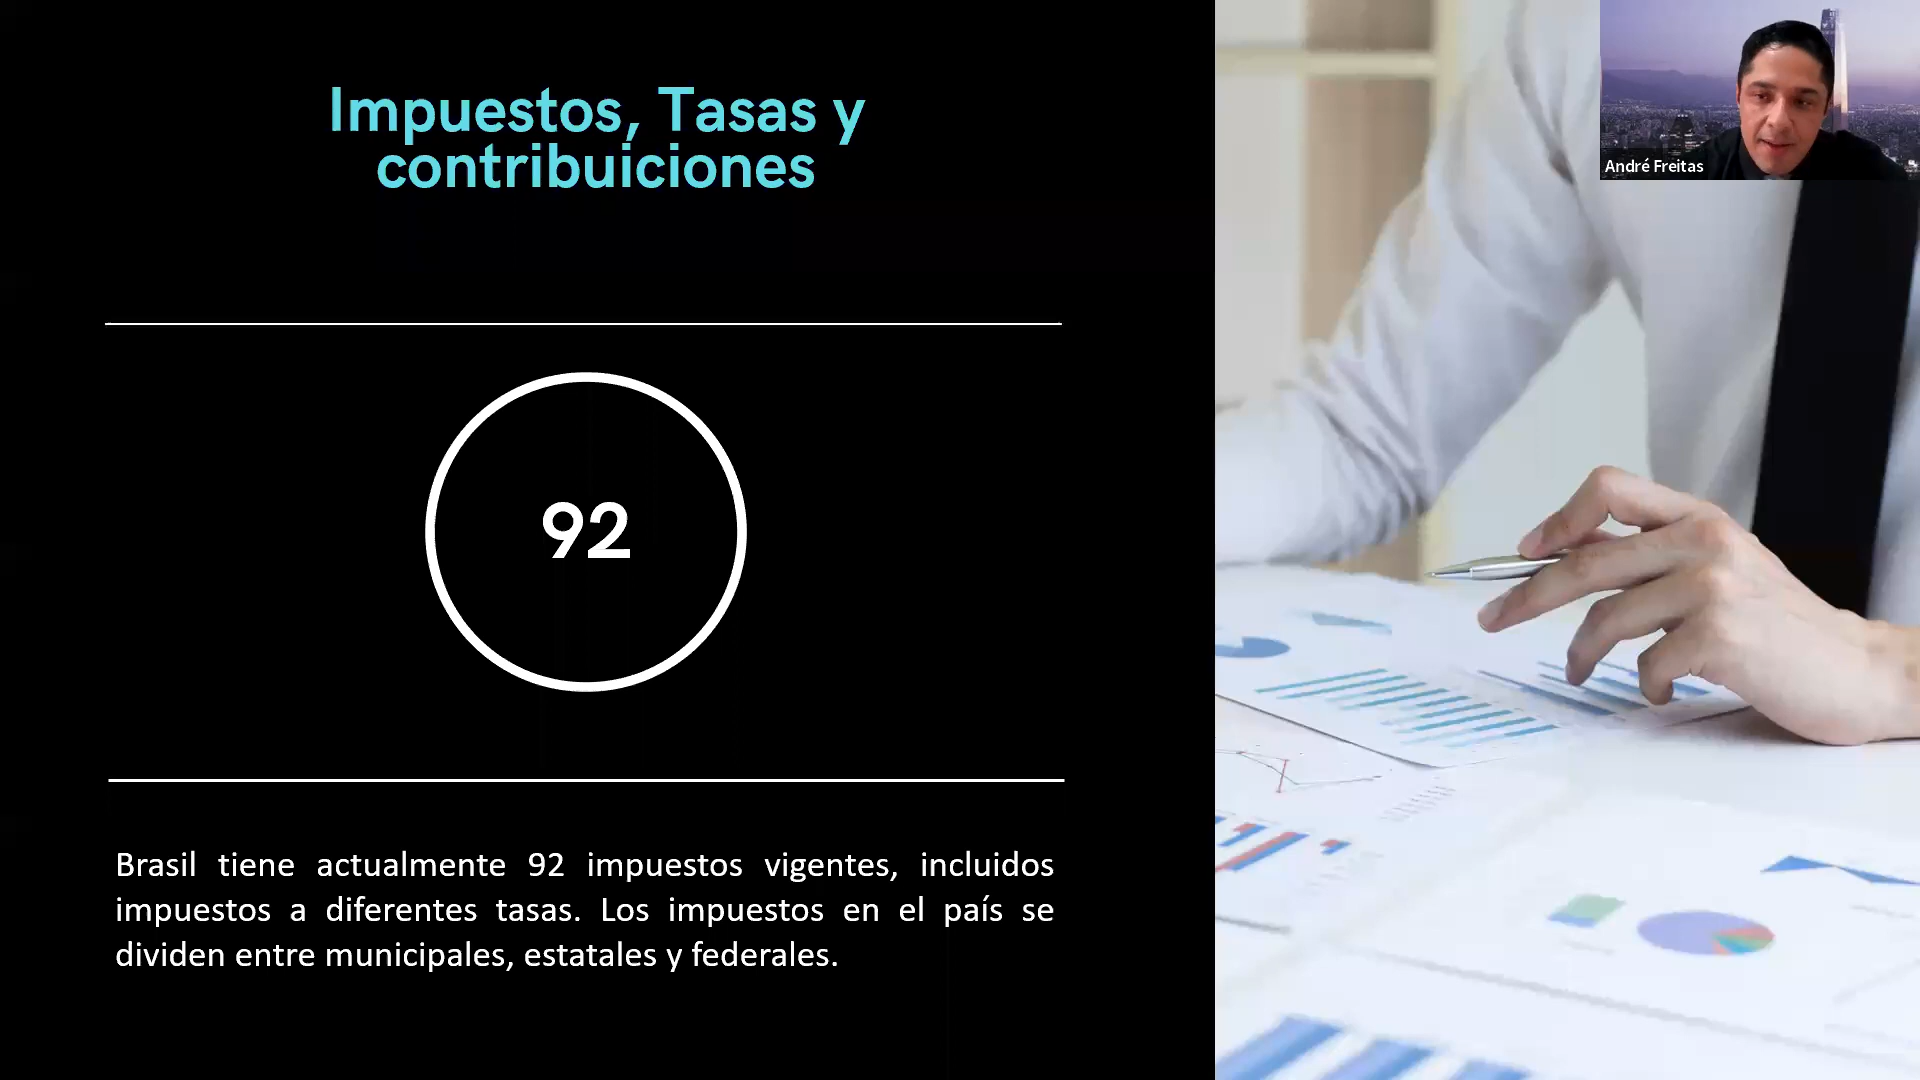 Impuestos, Tasas y
contribuiciones
92
Brasil tiene actualmente 92 impuestos vigentes, incluidos
impuestos a diferentes tasas. Los impuestos en el país se
dividen entre municipales, estatales y federales.
André Freitas